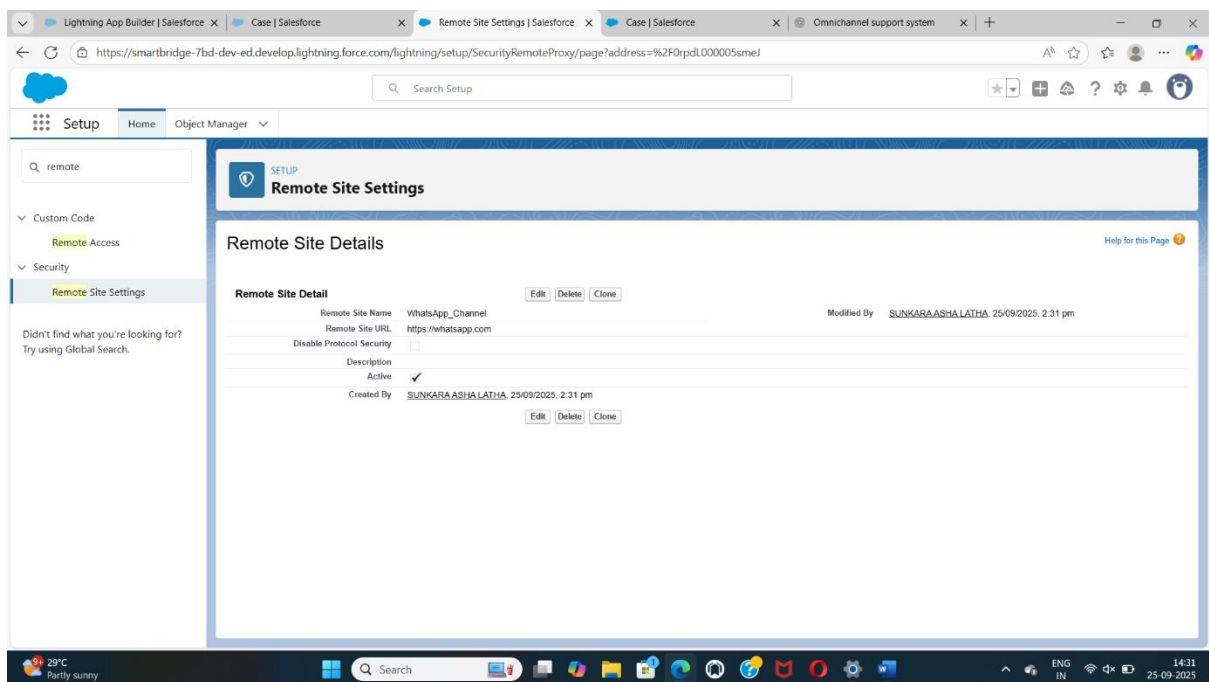 Lightning App Builder | Salesforce
Case | Salesforce
Remote Site Settings | Salesforce
Case | Salesforce
Omnichannel support system
https://smartbridge-7bd-dev-ed.develop.lightning.force.com/lightning/setup/SecurityRemoteProxy/page?address=%2F0rpdL000005smeJ
Search Setup
Setup
Home
Object Manager
remote
Custom Code
Remote Access
Security
Remote Site Settings
Didn't find what you're looking for?
Try using Global Search.
SETUP
Remote Site Settings
Remote Site Details
Help for this Page
Remote Site Detail
Edit Delete Clone
Remote Site Name WhatsApp_Channel
Modified By SUNKARA ASHA LATHA, 25/09/2025, 2:31 pm
Remote Site URL https://whatsapp.com
Disable Protocol Security
Description
Active
Created By SUNKARA ASHA LATHA, 25/09/2025, 2:31 pm
Edit Delete Clone
9+
29°C
Partly sunny
Search
ENG
IN
14:31
25-09-2025